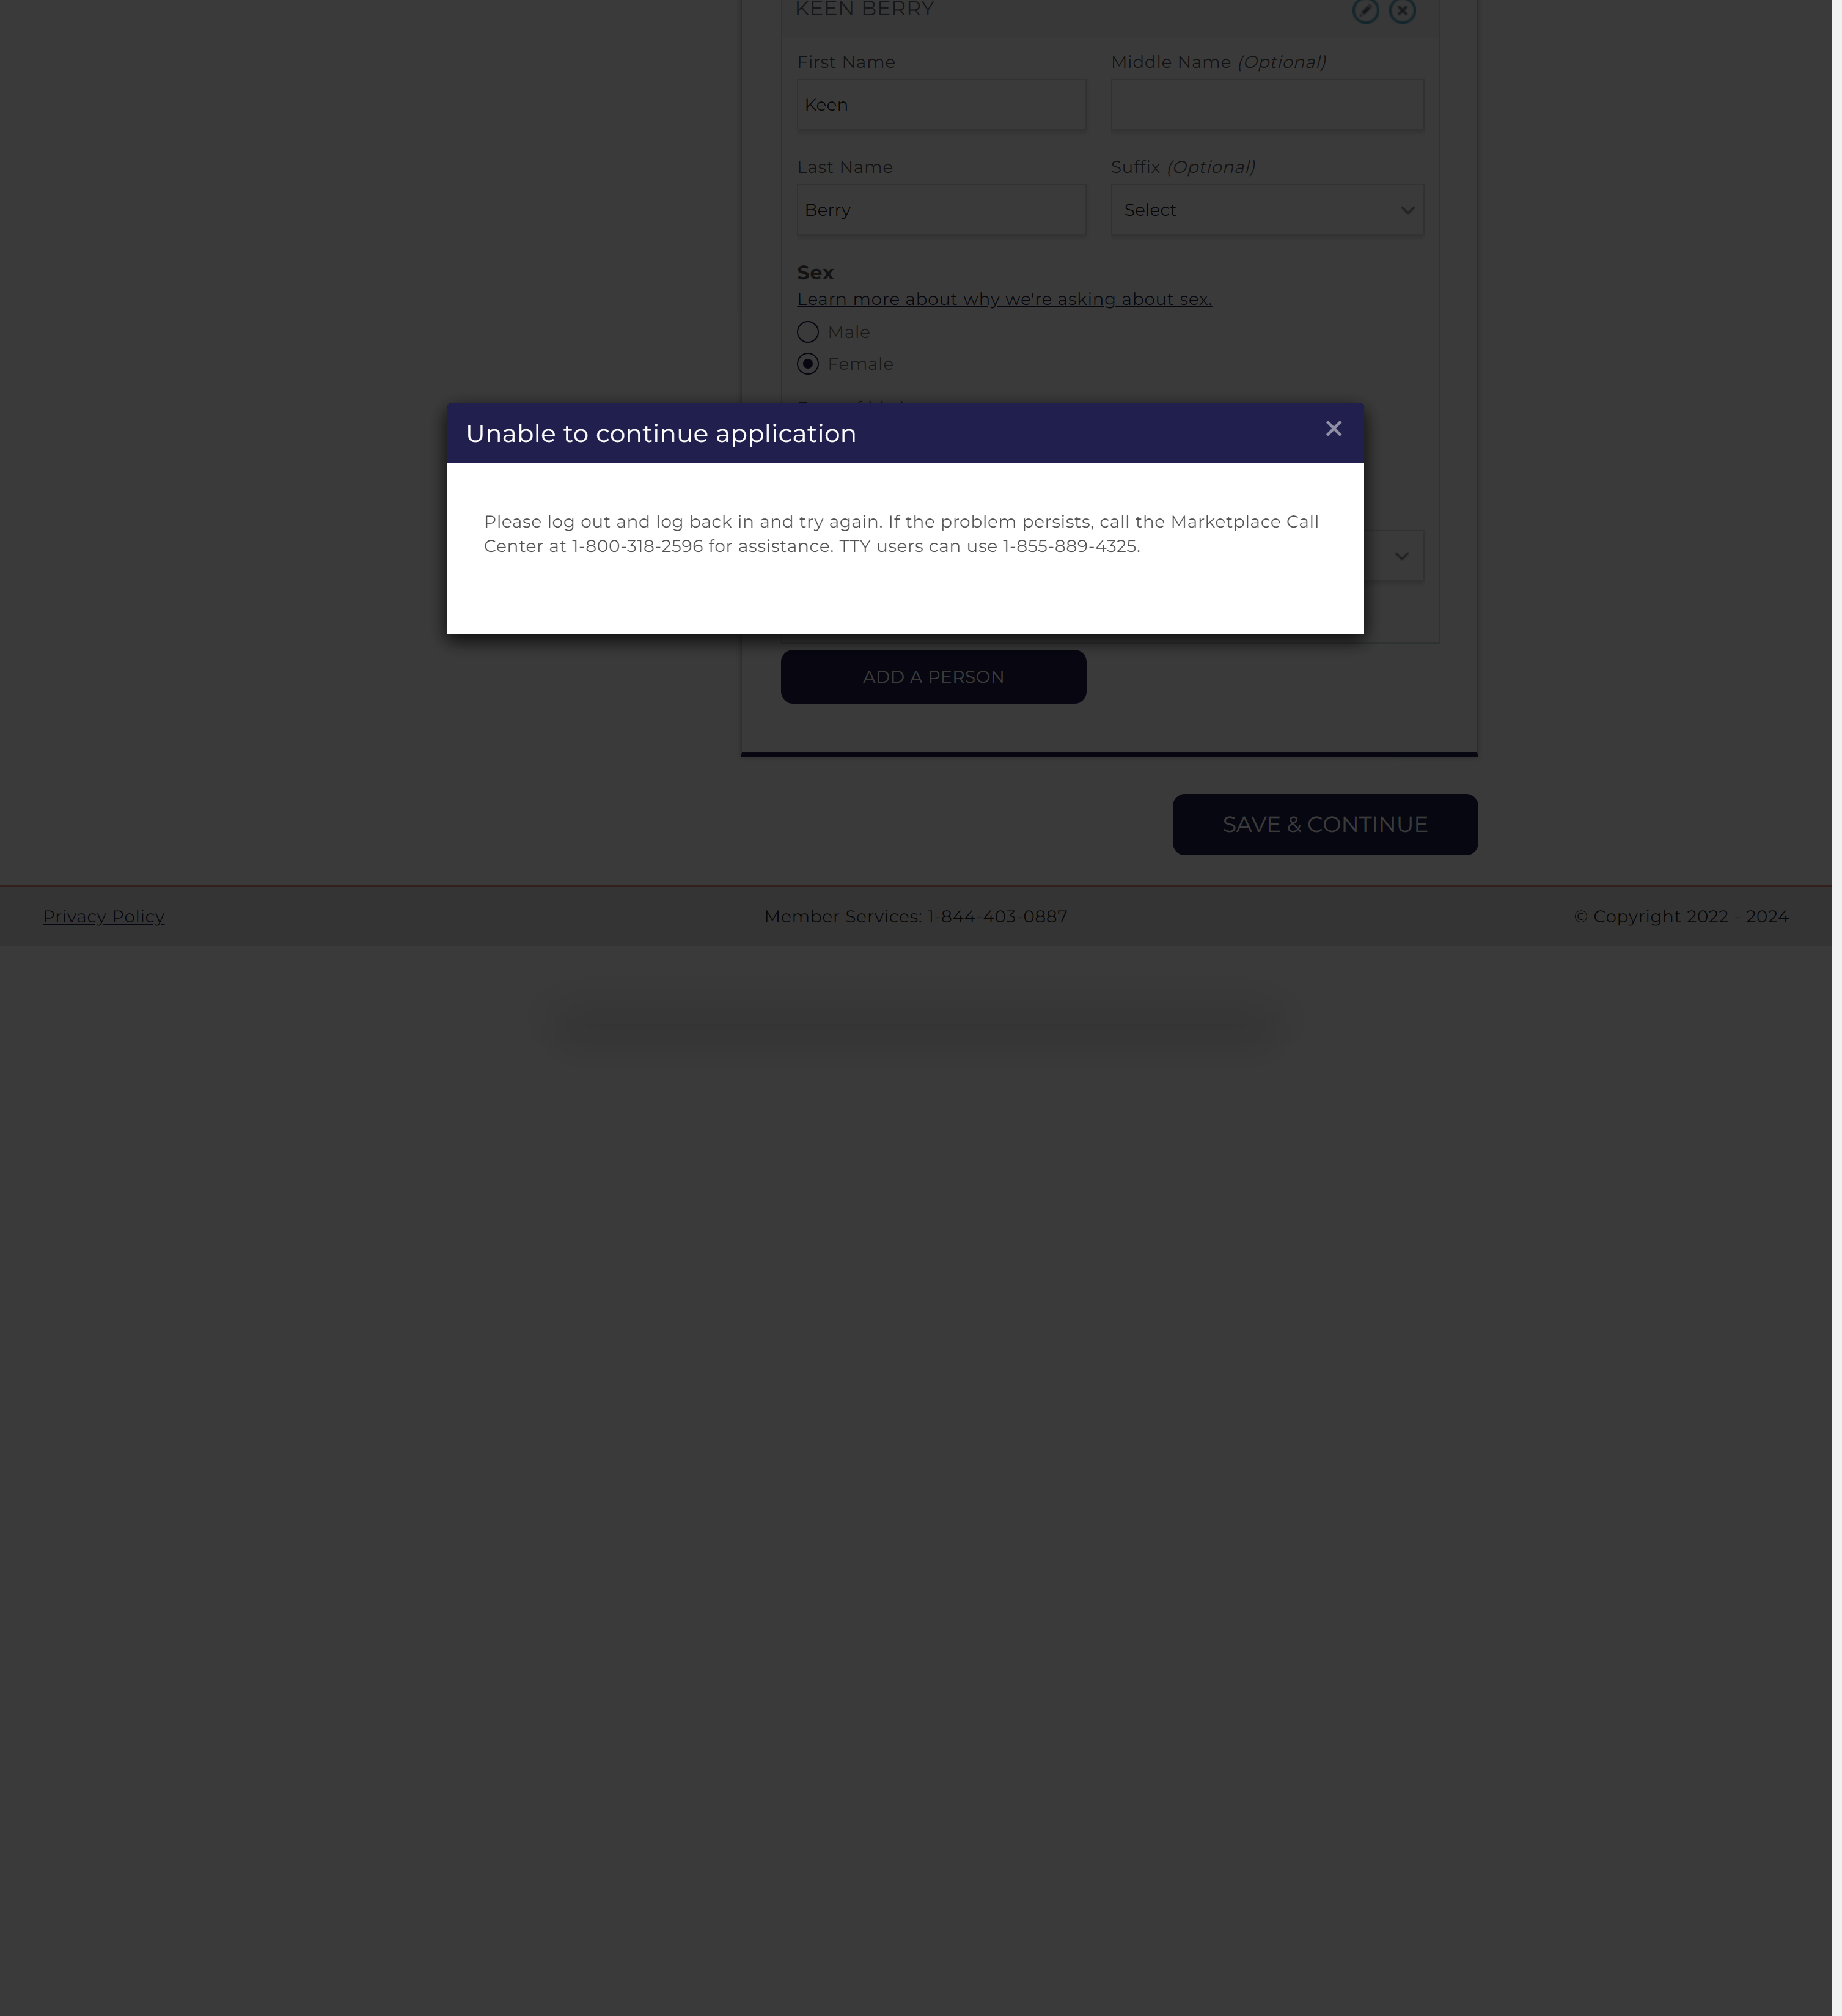 KEEN BERRY
First Name
Middle Name (Optional)
Keen
Last Name
Suffix (Optional)
Berry
Select
Sex
Learn more about why we're asking about sex.
Male
Female
Unable to continue application
Please log out and log back in and try again. If the problem persists, call the Marketplace Call
Center at 1-800-318-2596 for assistance. TTY users can use 1-855-889-4325.
ADD A PERSON
SAVE & CONTINUE
Privacy Policy
Member Services: 1-844-403-0887
© Copyright 2022 - 2024